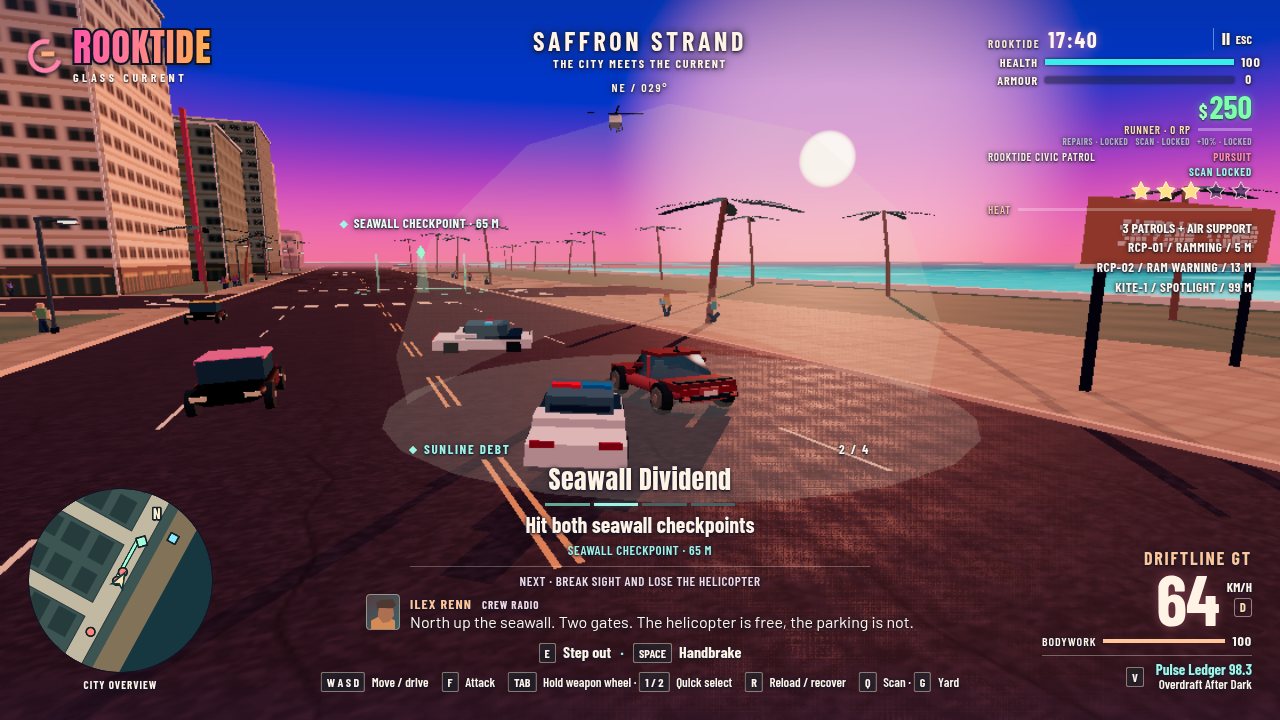 ROOKTIDE
GLASS CURRENT
SAFFRON STRAND
THE CITY MEETS THE CURRENT
NE / 029°
ROOKTIDE 17:40
ESC
HEALTH 100
ARMOUR 0
$250
RUNNER · 0 RP
REPAIRS · LOCKED SCAN · LOCKED +10% · LOCKED
ROOKTIDE CIVIC PATROL PURSUIT
SCAN LOCKED
HEAT
3 PATROLS + AIR SUPPORT
RCP-01 / RAMMING / 5 M
RCP-02 / RAM WARNING / 13 M
KITE-1 / SPOTLIGHT / 99 M
SEAWALL CHECKPOINT · 65 M
SUNLINE DEBT 2 / 4
Seawall Dividend
Hit both seawall checkpoints
SEAWALL CHECKPOINT · 65 M
NEXT · BREAK SIGHT AND LOSE THE HELICOPTER
ILEX RENN CREW RADIO
North up the seawall. Two gates. The helicopter is free, the parking is not.
E Step out · SPACE Handbrake
W A S D Move / drive F Attack TAB Hold weapon wheel · 1 / 2 Quick select R Reload / recover Q Scan · G Yard
N
CITY OVERVIEW
DRIFTLINE GT
64 KM/H
D
BODYWORK 100
V Pulse Ledger 98.3
Overdraft After Dark